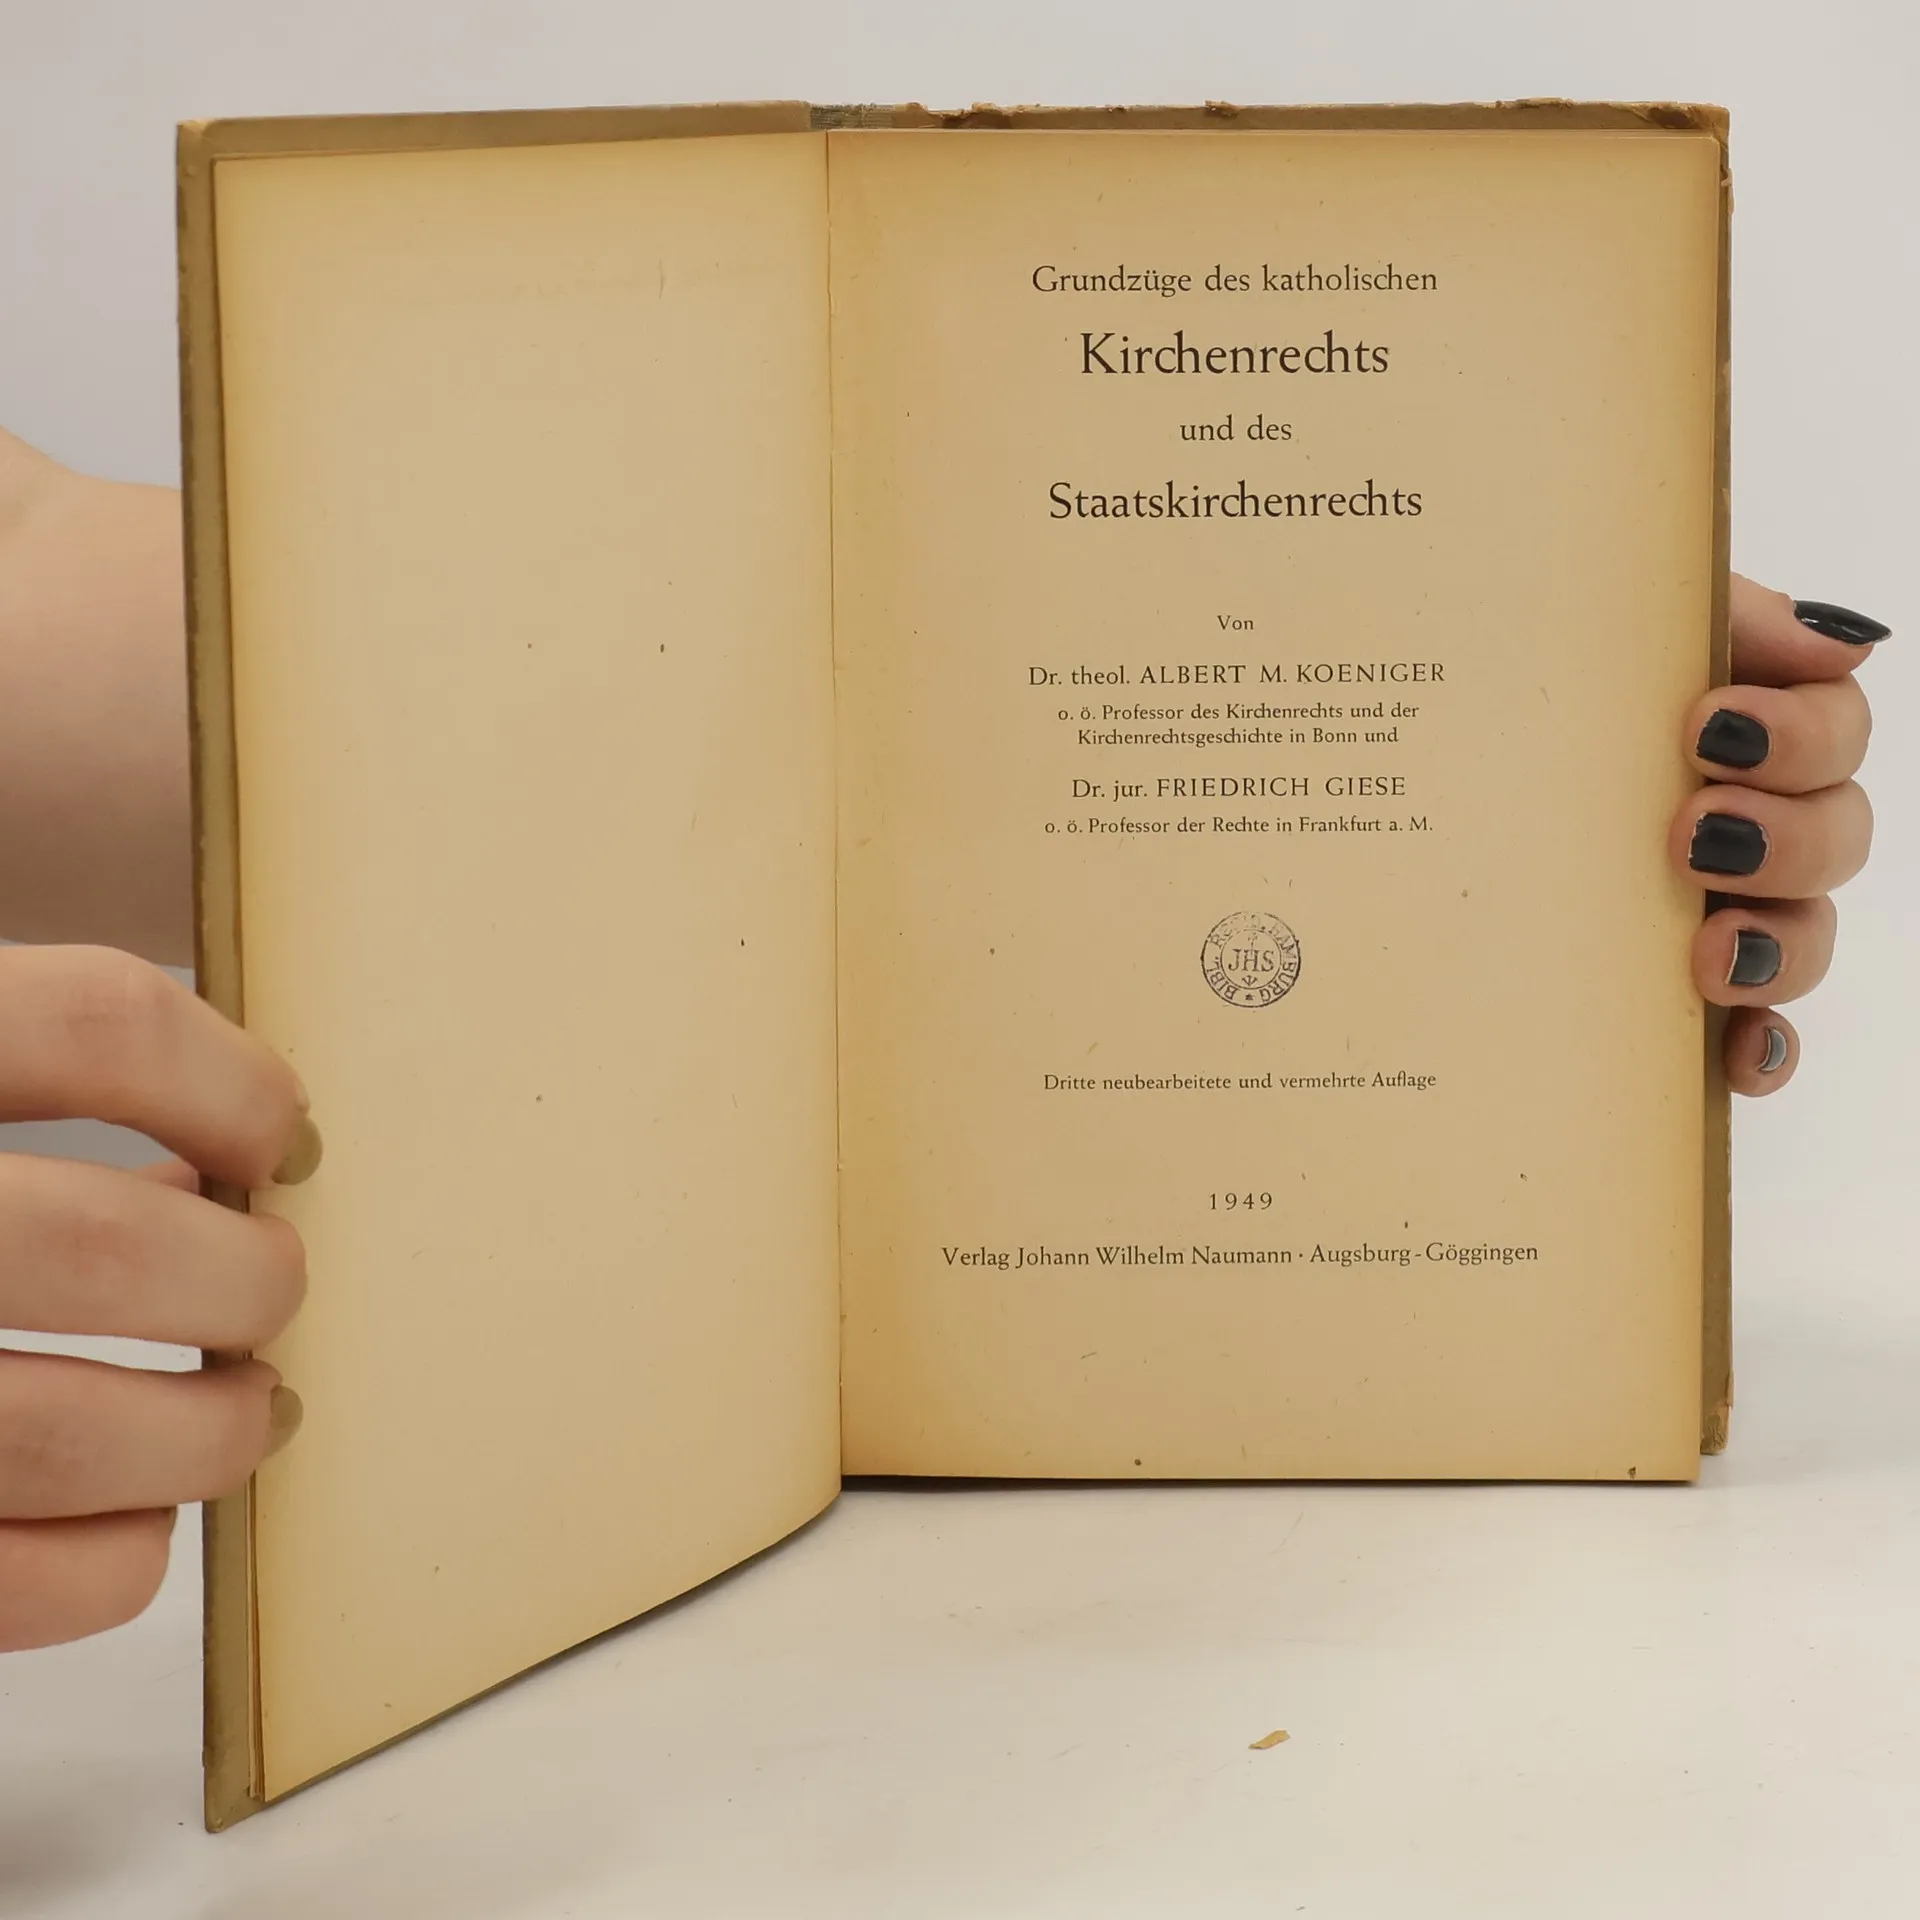 Grundzüge des katholischen
Kirchenrechts
und des
Staatskirchenrechts
Von
Dr. theol. ALBERT M. KOENIGER
o. ö. Professor des Kirchenrechts und der
Kirchenrechtsgeschichte in Bonn und
Dr. jur. FRIEDRICH GIESE
o. ö. Professor der Rechte in Frankfurt a. M.
BIBL. HAMBURG
JHS
Dritte neubearbeitete und vermehrte Auflage
1949
Verlag Johann Wilhelm Naumann · Augsburg-Göggingen